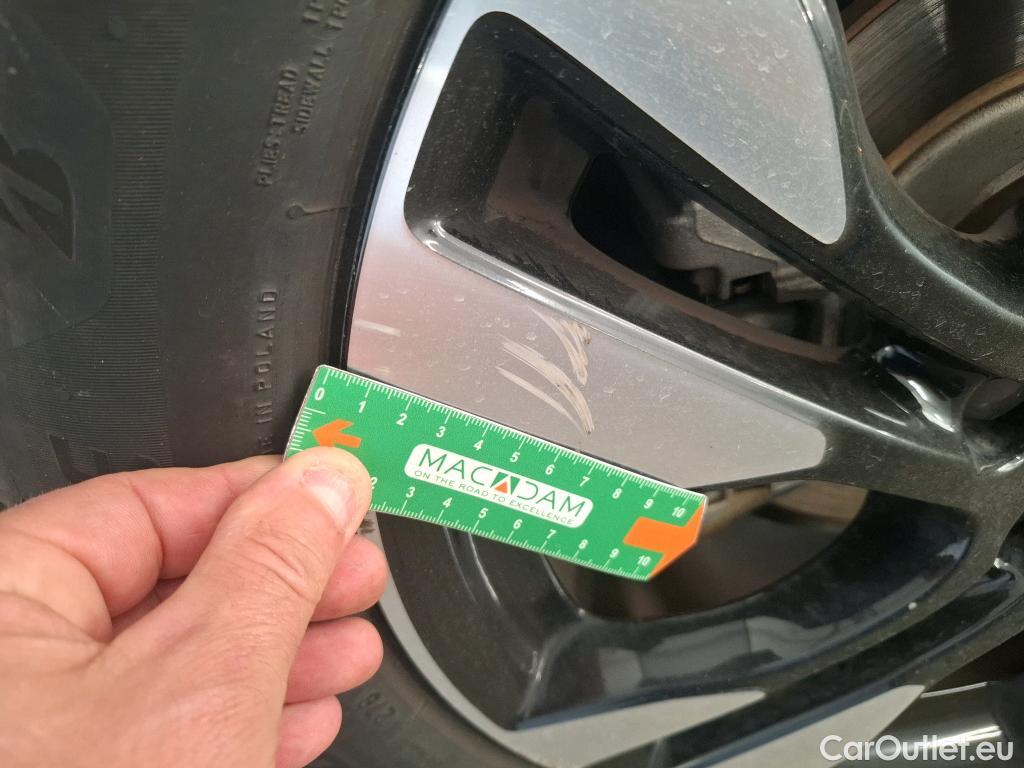 PLIES: TREAD
SIDEWALL
E IN POLAND
0 1 2 3 4 5 6 7 8 9 10
MACADAM
ON THE ROAD TO EXCELLENCE
2 3 4 5 6 7 8 9 10
CarOutlet.eu